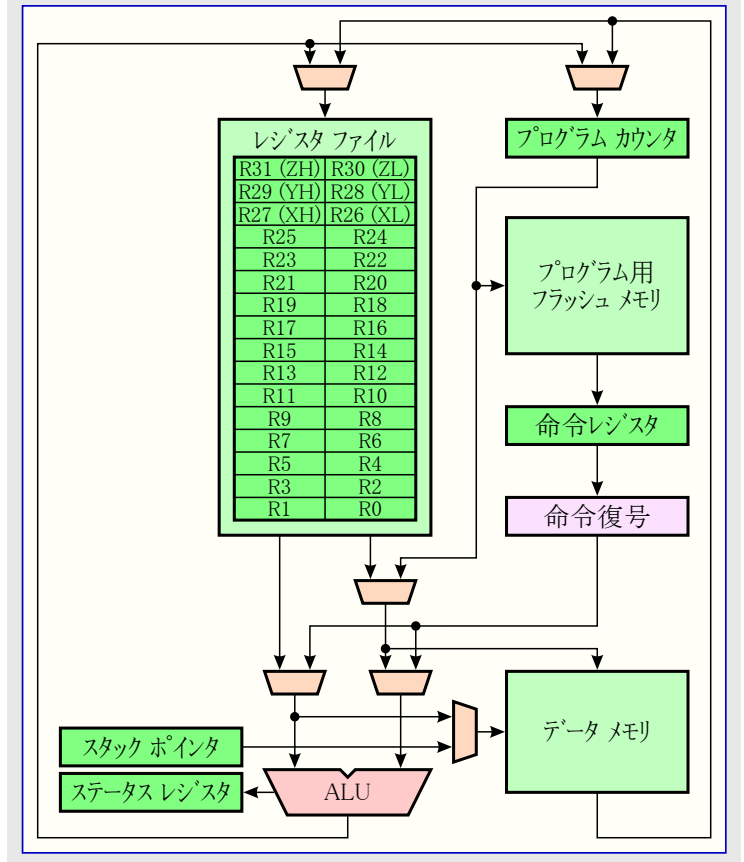 レジスタ ファイル
R31 (ZH) R30 (ZL)
R29 (YH) R28 (YL)
R27 (XH) R26 (XL)
R25 R24
R23 R22
R21 R20
R19 R18
R17 R16
R15 R14
R13 R12
R11 R10
R9 R8
R7 R6
R5 R4
R3 R2
R1 R0
プログラム カウンタ
プログラム用
フラッシュ メモリ
命令レジスタ
命令復号
データ メモリ
スタック ポインタ
ステータス レジスタ
ALU